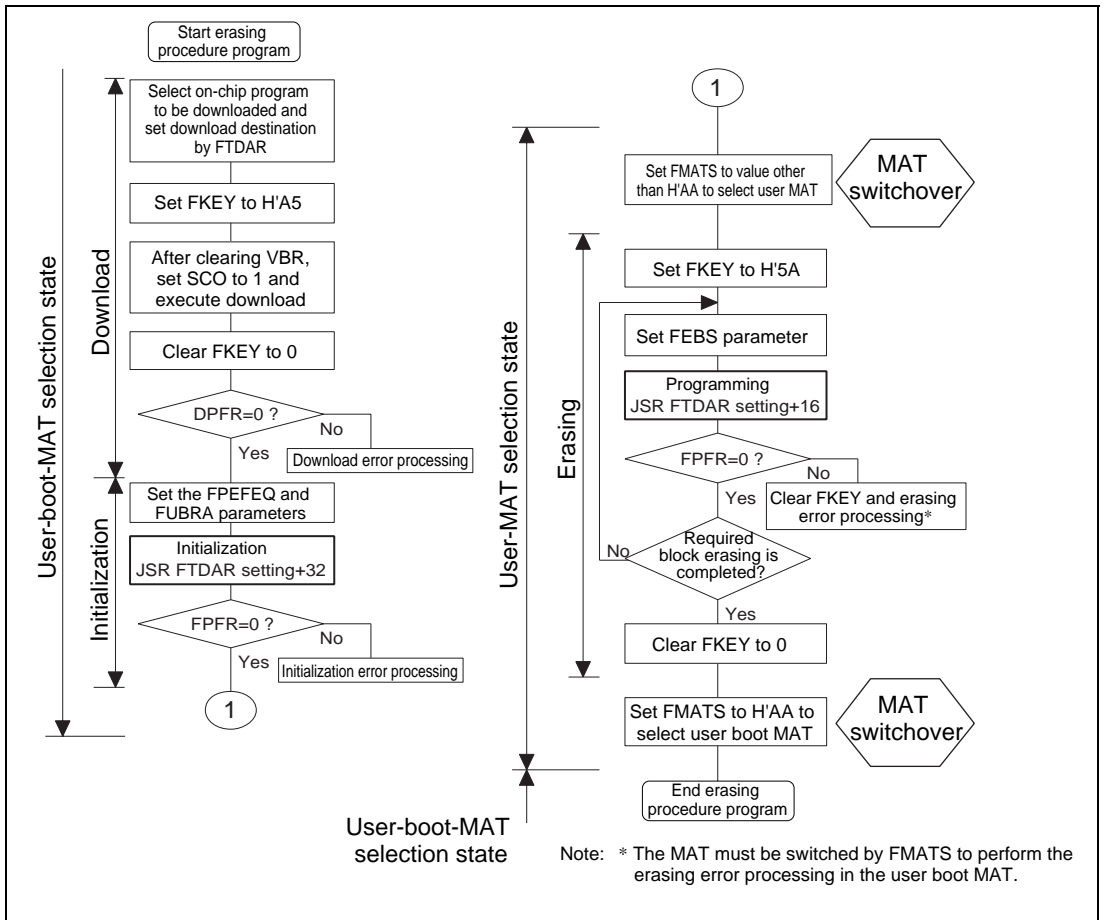 Start erasing
procedure program
Select on-chip program
to be downloaded and
set download destination
by FTDAR
Set FKEY to H'A5
After clearing VBR,
set SCO to 1 and
execute download
Clear FKEY to 0
DPFR=0 ?
No
Yes
Download error processing
Set the FPEFEQ and
FUBRA parameters
Initialization
JSR FTDAR setting+32
FPFR=0 ?
No
Yes
Initialization error processing
1
Download
Initialization
User-boot-MAT selection state
1
Set FMATS to value other
than H'AA to select user MAT
MAT
switchover
Set FKEY to H'5A
Set FEBS parameter
Programming
JSR FTDAR setting+16
FPFR=0 ?
No
Yes
Clear FKEY and erasing
error processing*
Required
block erasing is
completed?
No
Yes
Clear FKEY to 0
Set FMATS to H'AA to
select user boot MAT
MAT
switchover
End erasing
procedure program
Erasing
User-MAT selection state
User-boot-MAT
selection state
Note: * The MAT must be switched by FMATS to perform the
erasing error processing in the user boot MAT.